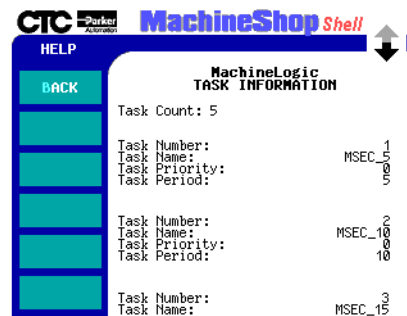 CTC Parker Automation MachineShop Shell
HELP
BACK
MachineLogic
TASK INFORMATION
Task Count: 5
Task Number: 1
Task Name: MSEC_5
Task Priority: 0
Task Period: 5
Task Number: 2
Task Name: MSEC_10
Task Priority: 0
Task Period: 10
Task Number: 3
Task Name: MSEC_15